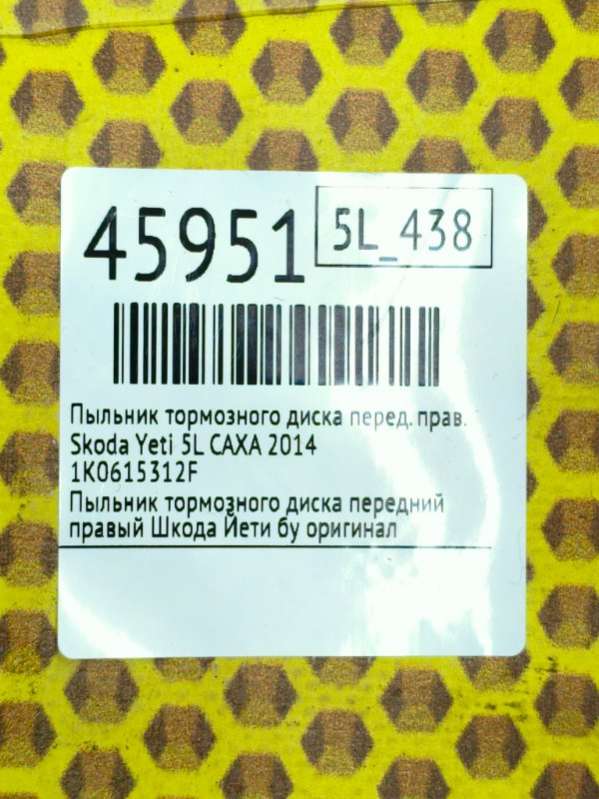 45951
5L_438
Пыльник тормозного диска перед. прав.
Skoda Yeti 5L CAXA 2014
1K0615312F
Пыльник тормозного диска передний
правый Шкода Йети бу оригинал